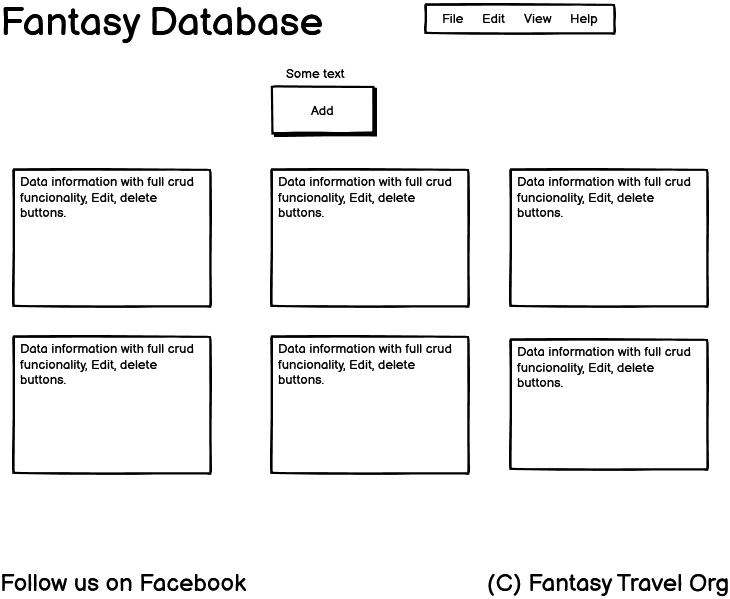 Fantasy Database
File Edit View Help
Some text
Add
Data information with full crud
funcionality, Edit, delete
buttons.
Data information with full crud
funcionality, Edit, delete
buttons.
Data information with full crud
funcionality, Edit, delete
buttons.
Data information with full crud
funcionality, Edit, delete
buttons.
Data information with full crud
funcionality, Edit, delete
buttons.
Data information with full crud
funcionality, Edit, delete
buttons.
Follow us on Facebook
(C) Fantasy Travel Org